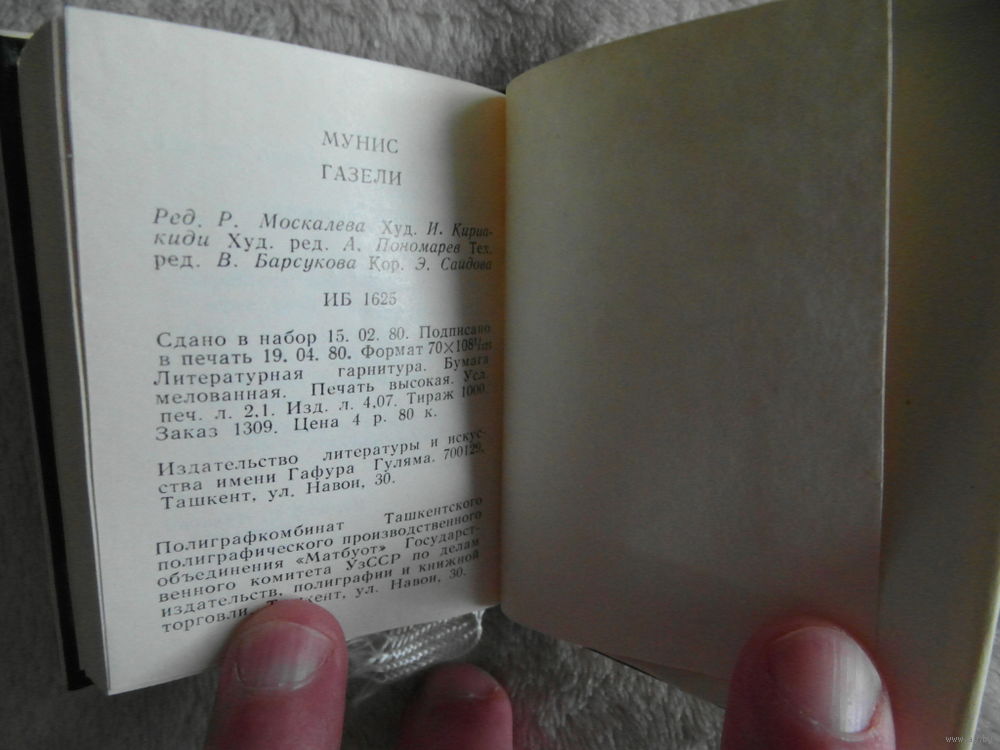 МУНИС
ГАЗЕЛИ
Ред. Р. Москалева Худ. И. Кириа-
киди Худ. ред. А. Пономарев Тех.
ред. В. Барсукова Кор. Э. Саидова
ИБ 1625
Сдано в набор 15. 02. 80. Подписано
в печать 19. 04. 80. Формат 70×108¹/₁₂₈
Литературная гарнитура. Бумага
мелованная. Печать высокая. Усл.
печ. л. 2,1. Изд. л. 4,07. Тираж 1000.
Заказ 1309. Цена 4 р. 80 к.
Издательство литературы и искус-
ства имени Гафура Гуляма. 700129,
Ташкент, ул. Навои, 30.
Полиграфкомбинат Ташкентского
полиграфического производственного
объединения «Матбуот» Государст-
венного комитета УзССР по делам
издательств, полиграфии и книжной
торговли. Ташкент, ул. Навои, 30.